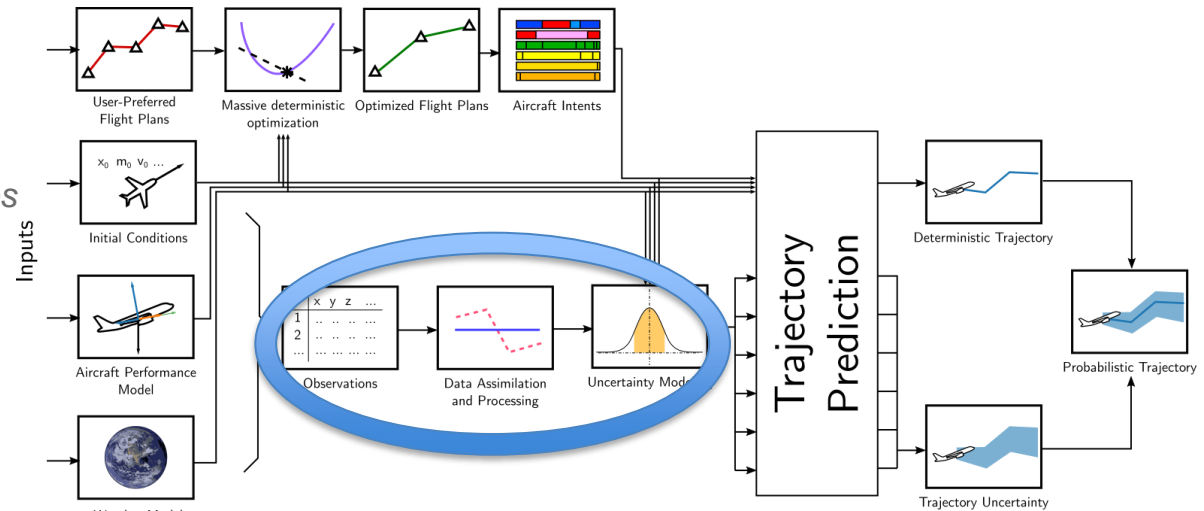 User-Preferred
Flight Plans
Massive deterministic
optimization
Optimized Flight Plans
Aircraft Intents
x₀ m₀ v₀ ...
Initial Conditions
s
Inputs
Aircraft Performance
Model
x y z ...
1 .. .. .. ...
2 .. .. .. ...
... ... ... ... ...
Observations
Data Assimilation
and Processing
Uncertainty
Trajectory
Prediction
Deterministic Trajectory
Probabilistic Trajectory
Trajectory Uncertainty